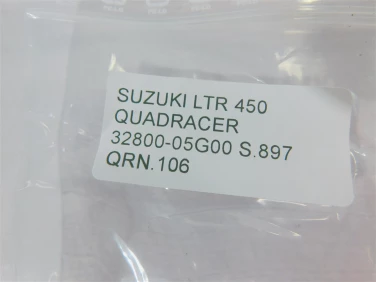 SUZUKI LTR 450
QUADRACER
32800-05G00 S.897
QRN.106